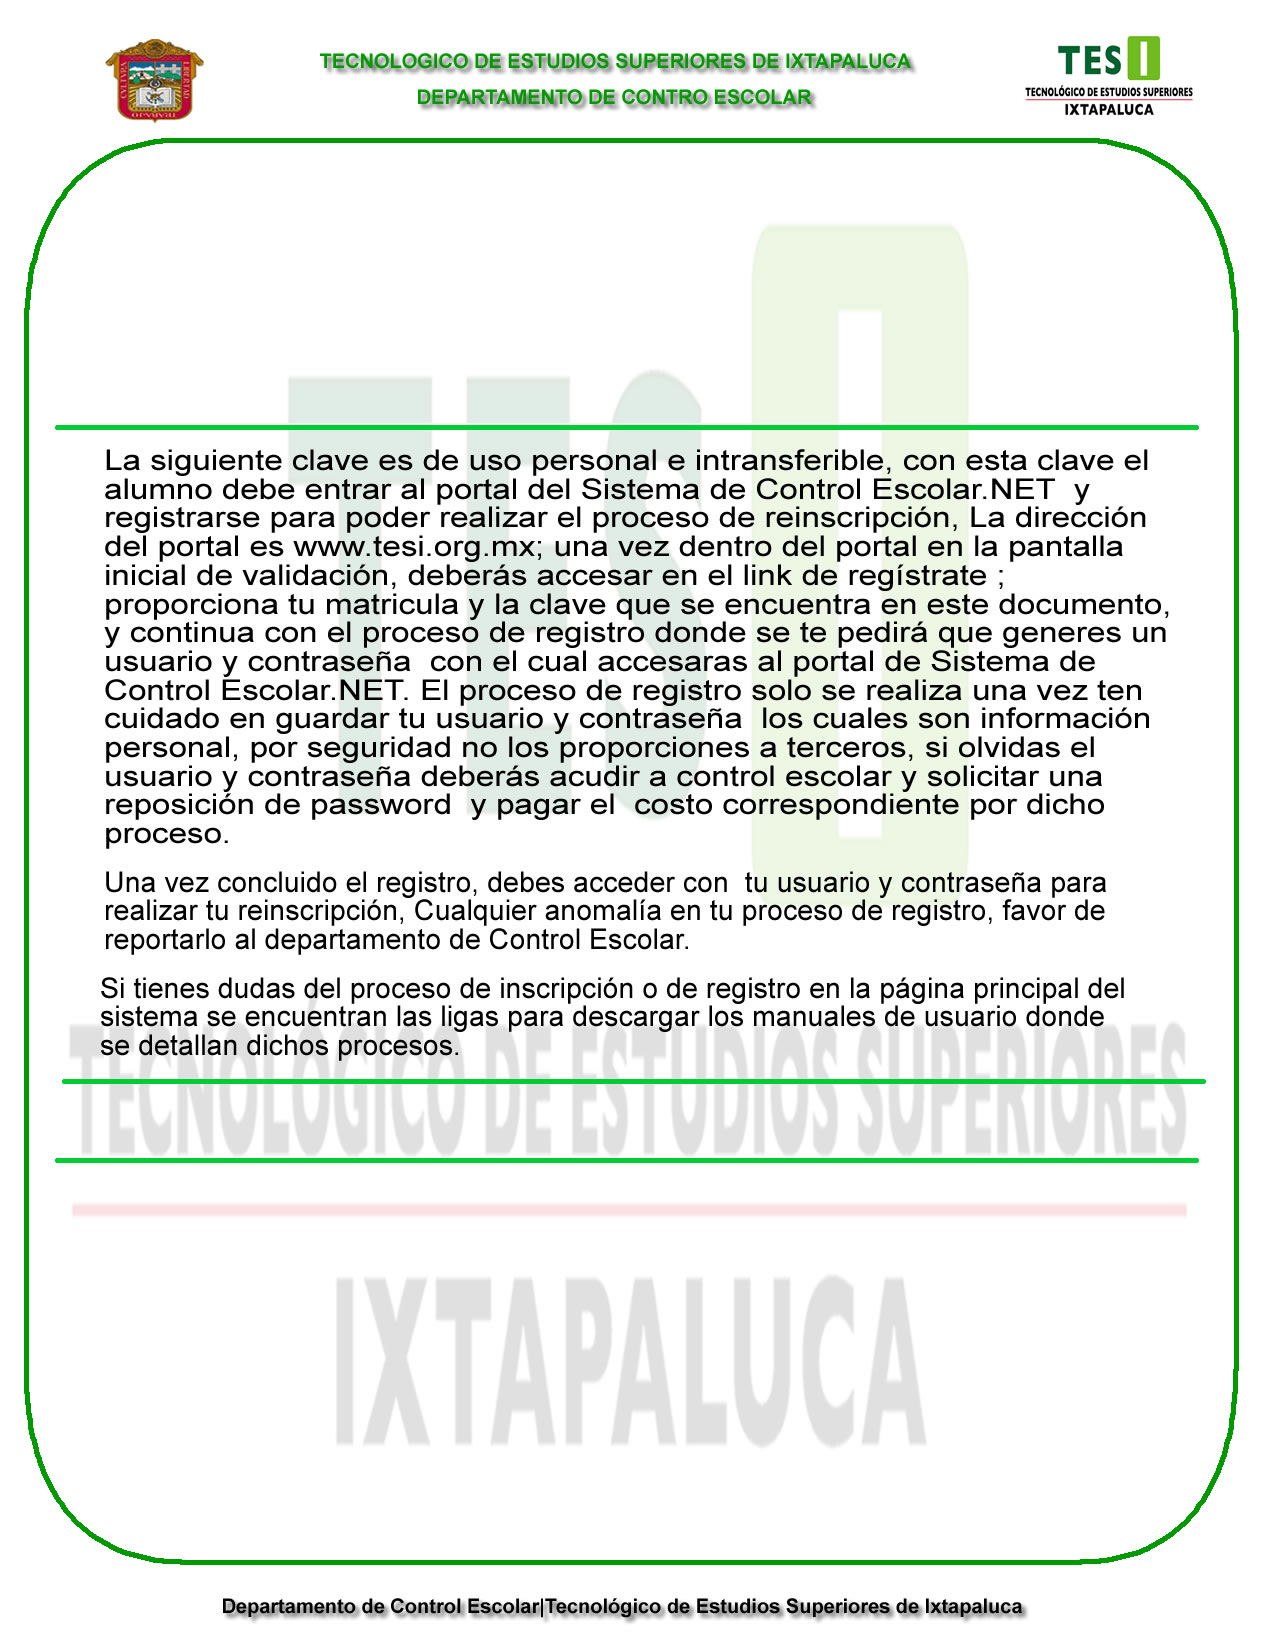 TECNOLOGICO DE ESTUDIOS SUPERIORES DE IXTAPALUCA
DEPARTAMENTO DE CONTRO ESCOLAR
CULTURA
LIBERTAD
TRABAJO
TESI
TECNOLÓGICO DE ESTUDIOS SUPERIORES
IXTAPALUCA
TESI
La siguiente clave es de uso personal e intransferible, con esta clave el
alumno debe entrar al portal del Sistema de Control Escolar.NET  y
registrarse para poder realizar el proceso de reinscripción, La dirección
del portal es www.tesi.org.mx; una vez dentro del portal en la pantalla
inicial de validación, deberás accesar en el link de regístrate ;
proporciona tu matricula y la clave que se encuentra en este documento,
y continua con el proceso de registro donde se te pedirá que generes un
usuario y contraseña  con el cual accesaras al portal de Sistema de
Control Escolar.NET. El proceso de registro solo se realiza una vez ten
cuidado en guardar tu usuario y contraseña  los cuales son información
personal, por seguridad no los proporciones a terceros, si olvidas el
usuario y contraseña deberás acudir a control escolar y solicitar una
reposición de password  y pagar el  costo correspondiente por dicho
proceso.
Una vez concluido el registro, debes acceder con  tu usuario y contraseña para
realizar tu reinscripción, Cualquier anomalía en tu proceso de registro, favor de
reportarlo al departamento de Control Escolar.
Si tienes dudas del proceso de inscripción o de registro en la página principal del
sistema se encuentran las ligas para descargar los manuales de usuario donde
se detallan dichos procesos.
TECNOLÓGICO DE ESTUDIOS SUPERIORES
IXTAPALUCA
Departamento de Control Escolar|Tecnológico de Estudios Superiores de Ixtapaluca